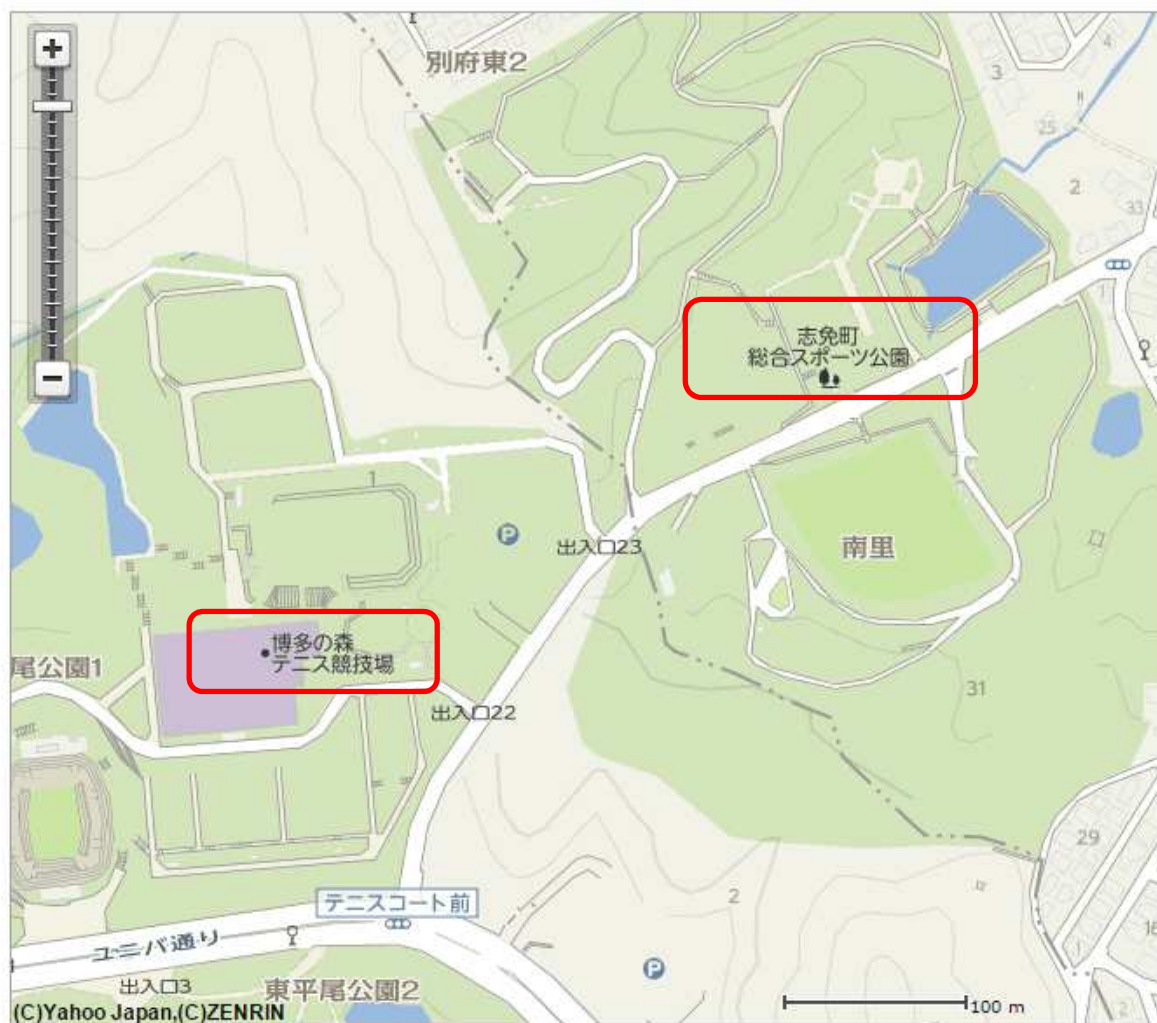 +
別府東2
3
4
25
2
33
志免町
総合スポーツ公園
−
1
P
出入口23
南里
博多の森
テニス競技場
尾公園1
31
出入口22
29
テニスコート前
2
16
ユニバ通り
1
P
出入口3
東平尾公園2
2
100 m
(C)Yahoo Japan,(C)ZENRIN